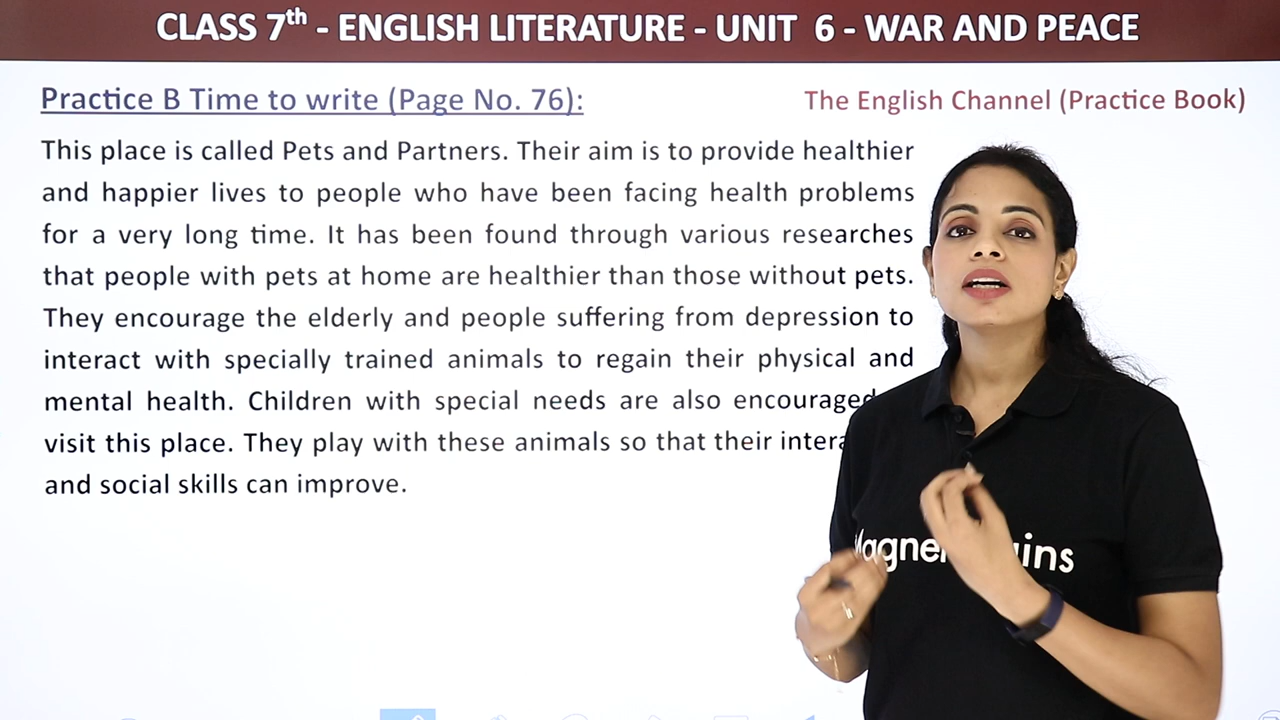 CLASS 7th - ENGLISH LITERATURE - UNIT 6 - WAR AND PEACE
Practice B Time to write (Page No. 76):
The English Channel (Practice Book)
This place is called Pets and Partners. Their aim is to provide healthier
and happier lives to people who have been facing health problems
for a very long time. It has been found through various researches
that people with pets at home are healthier than those without pets.
They encourage the elderly and people suffering from depression to
interact with specially trained animals to regain their physical and
mental health. Children with special needs are also encouraged
visit this place. They play with these animals so that their
and social skills can improve.